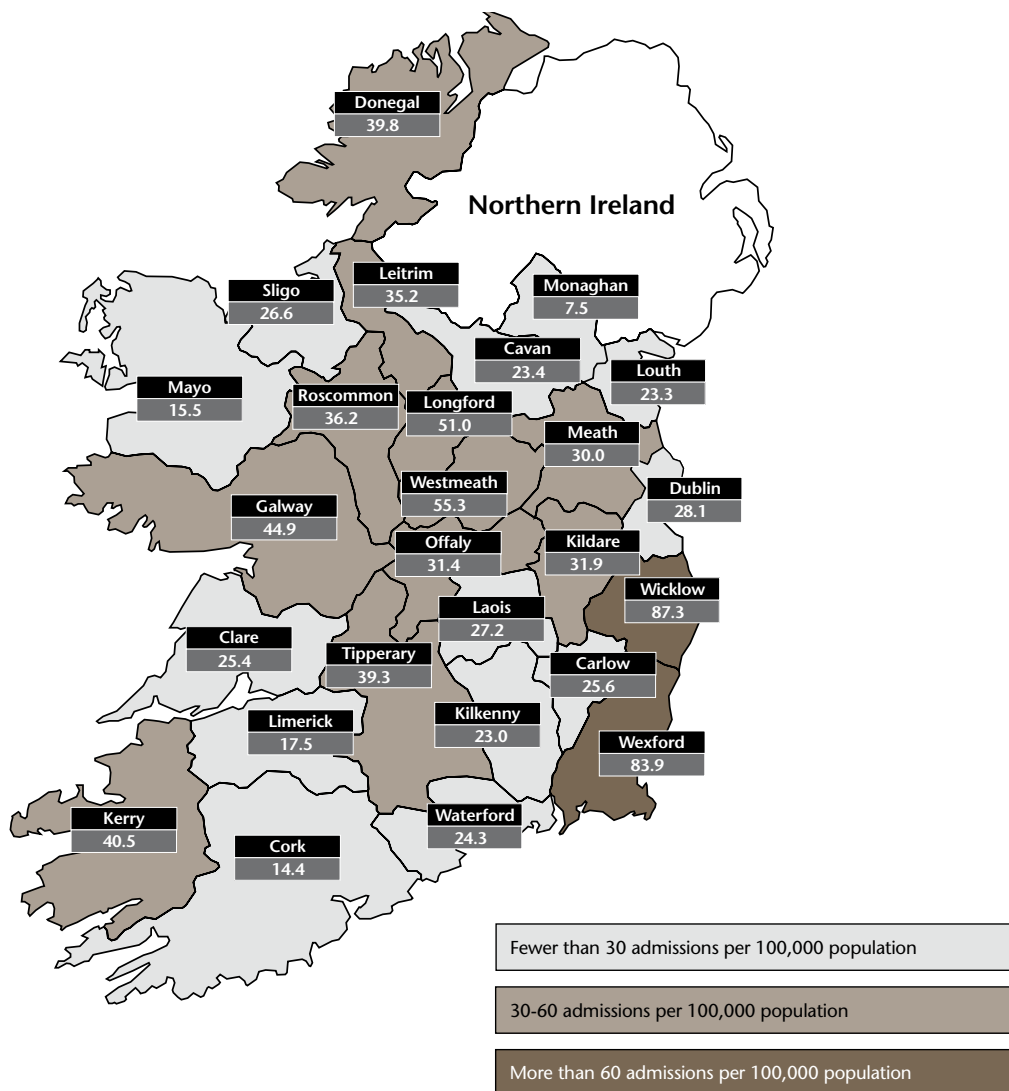 Donegal
39.8
Northern Ireland
Leitrim
35.2
Sligo
26.6
Monaghan
7.5
Cavan
23.4
Louth
23.3
Mayo
15.5
Roscommon
36.2
Longford
51.0
Meath
30.0
Westmeath
55.3
Dublin
28.1
Galway
44.9
Offaly
31.4
Kildare
31.9
Wicklow
87.3
Laois
27.2
Clare
25.4
Tipperary
39.3
Carlow
25.6
Limerick
17.5
Kilkenny
23.0
Wexford
83.9
Kerry
40.5
Waterford
24.3
Cork
14.4
Fewer than 30 admissions per 100,000 population
30-60 admissions per 100,000 population
More than 60 admissions per 100,000 population